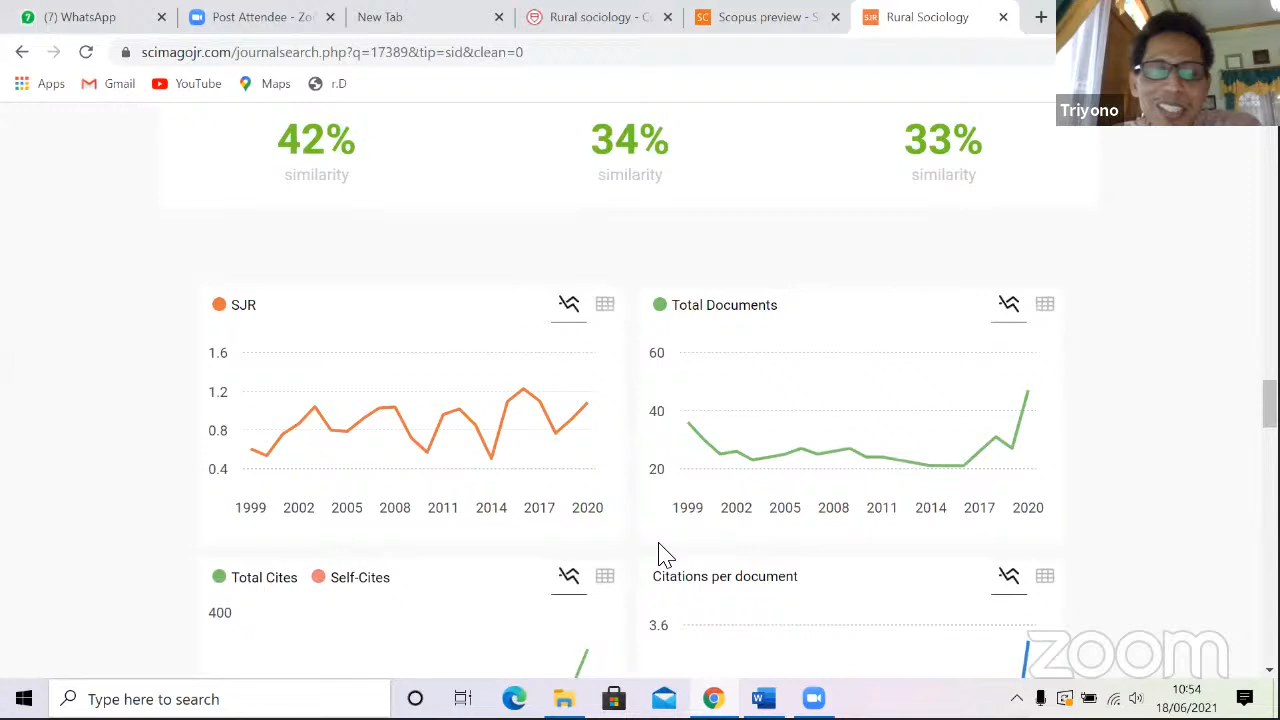 (7) WhatsApp
Post Attendee - Zo
New Tab
Rural sociology - C
SC Scopus preview - S
SJR Rural Sociology
scimagojr.com/journalsearch.php?q=17389&tip=sid&clean=0
Apps Gmail YouTube Maps r.D
Triyono
42% 34% 33%
similarity similarity similarity
SJR
1.6
1.2
0.8
0.4
1999 2002 2005 2008 2011 2014 2017 2020
Total Documents
60
40
20
1999 2002 2005 2008 2011 2014 2017 2020
Total Cites Self-Cites
400
Citations per document
3.6
zoom
Type here to search
10:54
18/06/2021